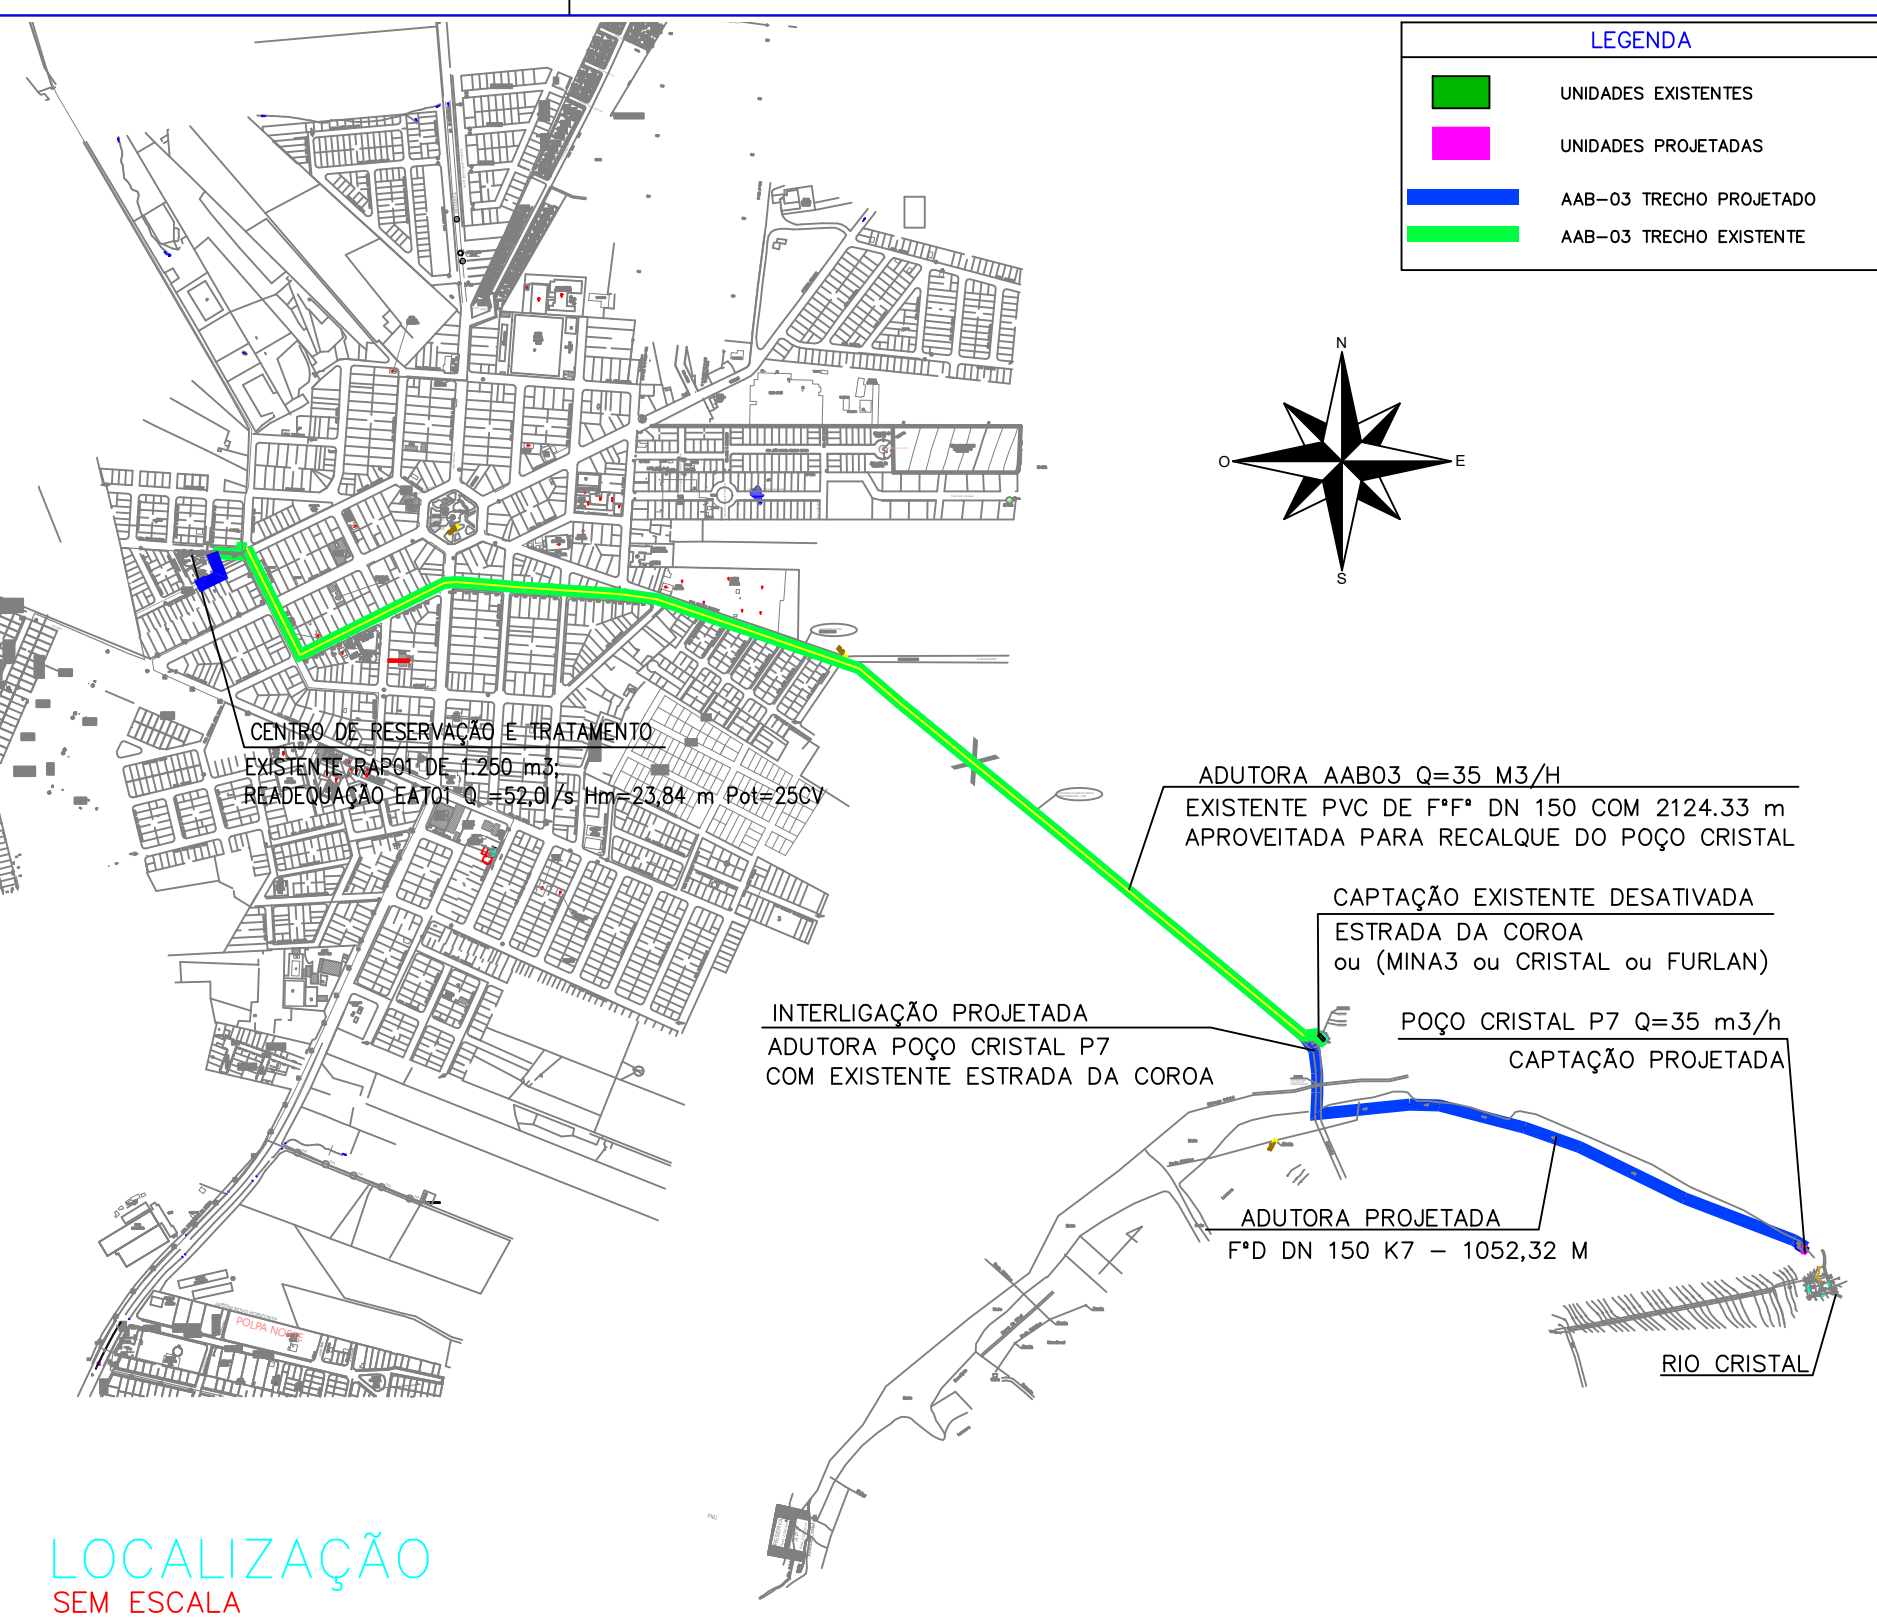 LEGENDA
UNIDADES EXISTENTES
UNIDADES PROJETADAS
AAB-03 TRECHO PROJETADO
AAB-03 TRECHO EXISTENTE
N
O
E
S
CENTRO DE RESERVAÇÃO E TRATAMENTO
EXISTENTE RAP01 DE 1.250 m3;
READEQUAÇÃO EAT01 Q =52,0l/s Hm=23,84 m Pot=25CV
ADUTORA AAB03 Q=35 M3/H
EXISTENTE PVC DE FªFª DN 150 COM 2124.33 m
APROVEITADA PARA RECALQUE DO POÇO CRISTAL
CAPTAÇÃO EXISTENTE DESATIVADA
ESTRADA DA COROA
ou (MINA3 ou CRISTAL ou FURLAN)
INTERLIGAÇÃO PROJETADA
ADUTORA POÇO CRISTAL P7
COM EXISTENTE ESTRADA DA COROA
POÇO CRISTAL P7 Q=35 m3/h
CAPTAÇÃO PROJETADA
ADUTORA PROJETADA
FªD DN 150 K7 - 1052,32 M
RIO CRISTAL
POLPA NORTE
LOCALIZAÇÃO
SEM ESCALA